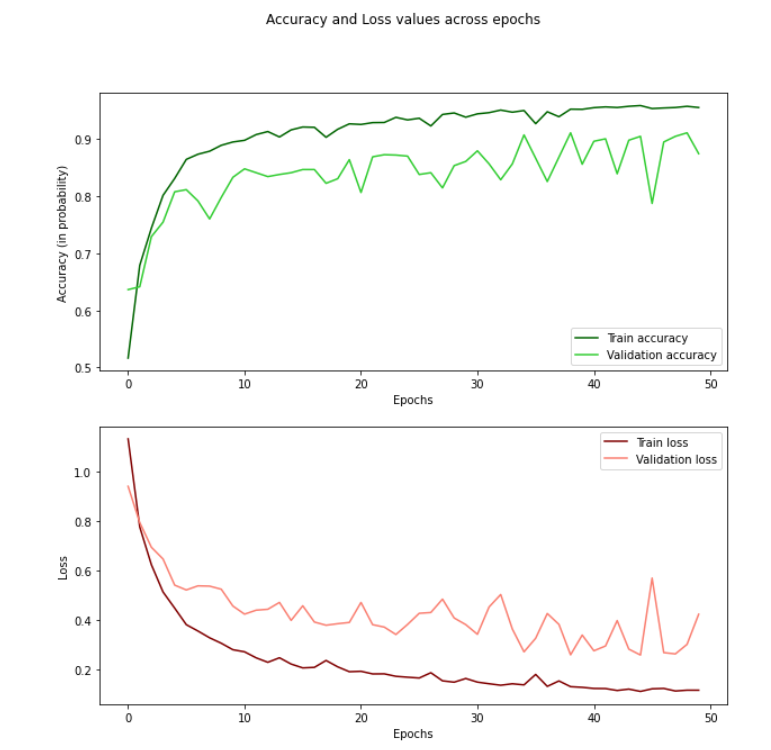 Accuracy and Loss values across epochs
Accuracy (in probability)
0.9
0.8
0.7
0.6
0.5
Train accuracy
Validation accuracy
0 10 20 30 40 50
Epochs
Loss
1.0
0.8
0.6
0.4
0.2
Train loss
Validation loss
0 10 20 30 40 50
Epochs